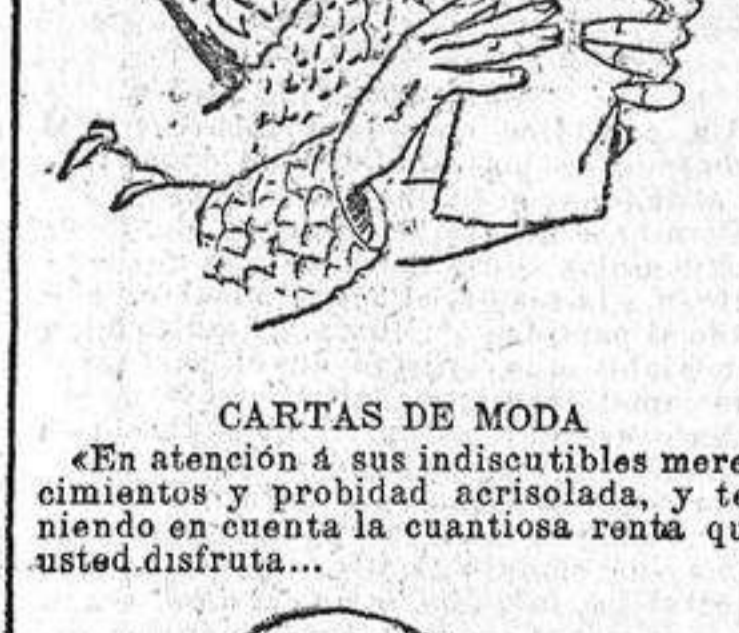 CARTAS DE MODA
«En atención á sus indiscutibles mere
cimientos y probidad acrisolada, y te
niendo en cuenta la cuantiosa renta qu
usted disfruta...